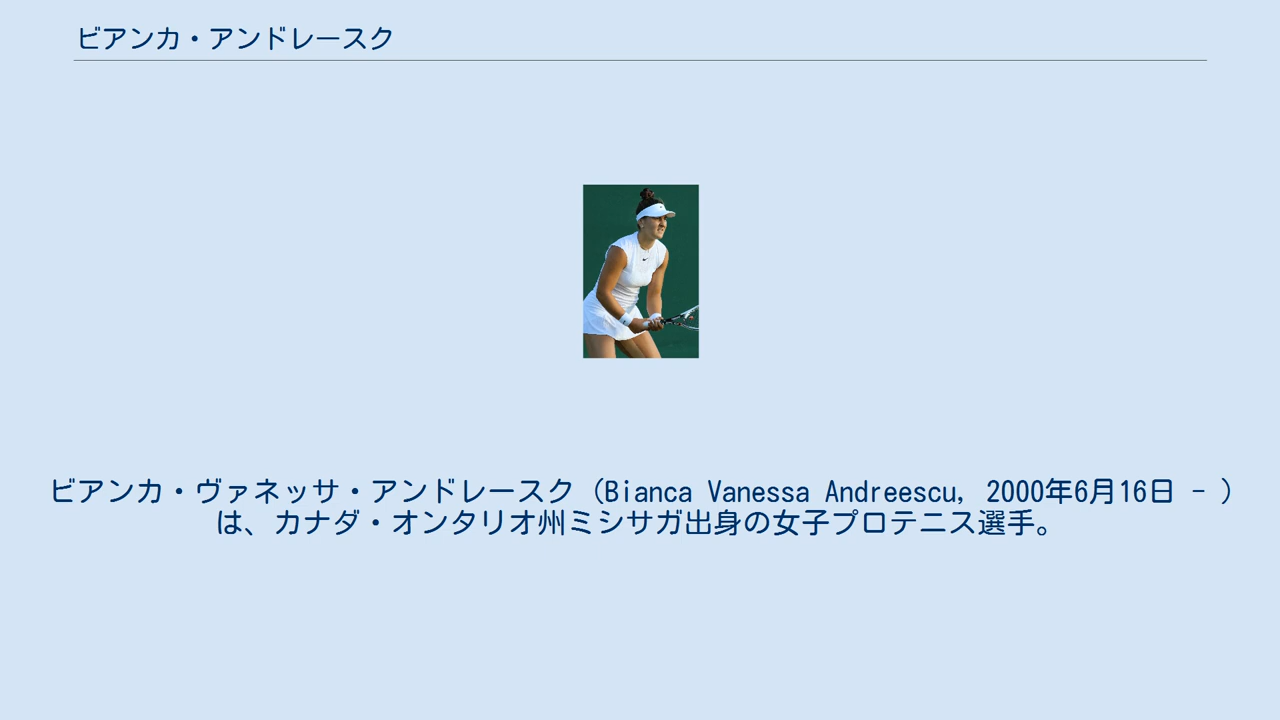 ビアンカ・アンドレースク
ビアンカ・ヴァネッサ・アンドレースク（Bianca Vanessa Andreescu, 2000年6月16日 - ）
は、カナダ・オンタリオ州ミシサガ出身の女子プロテニス選手。